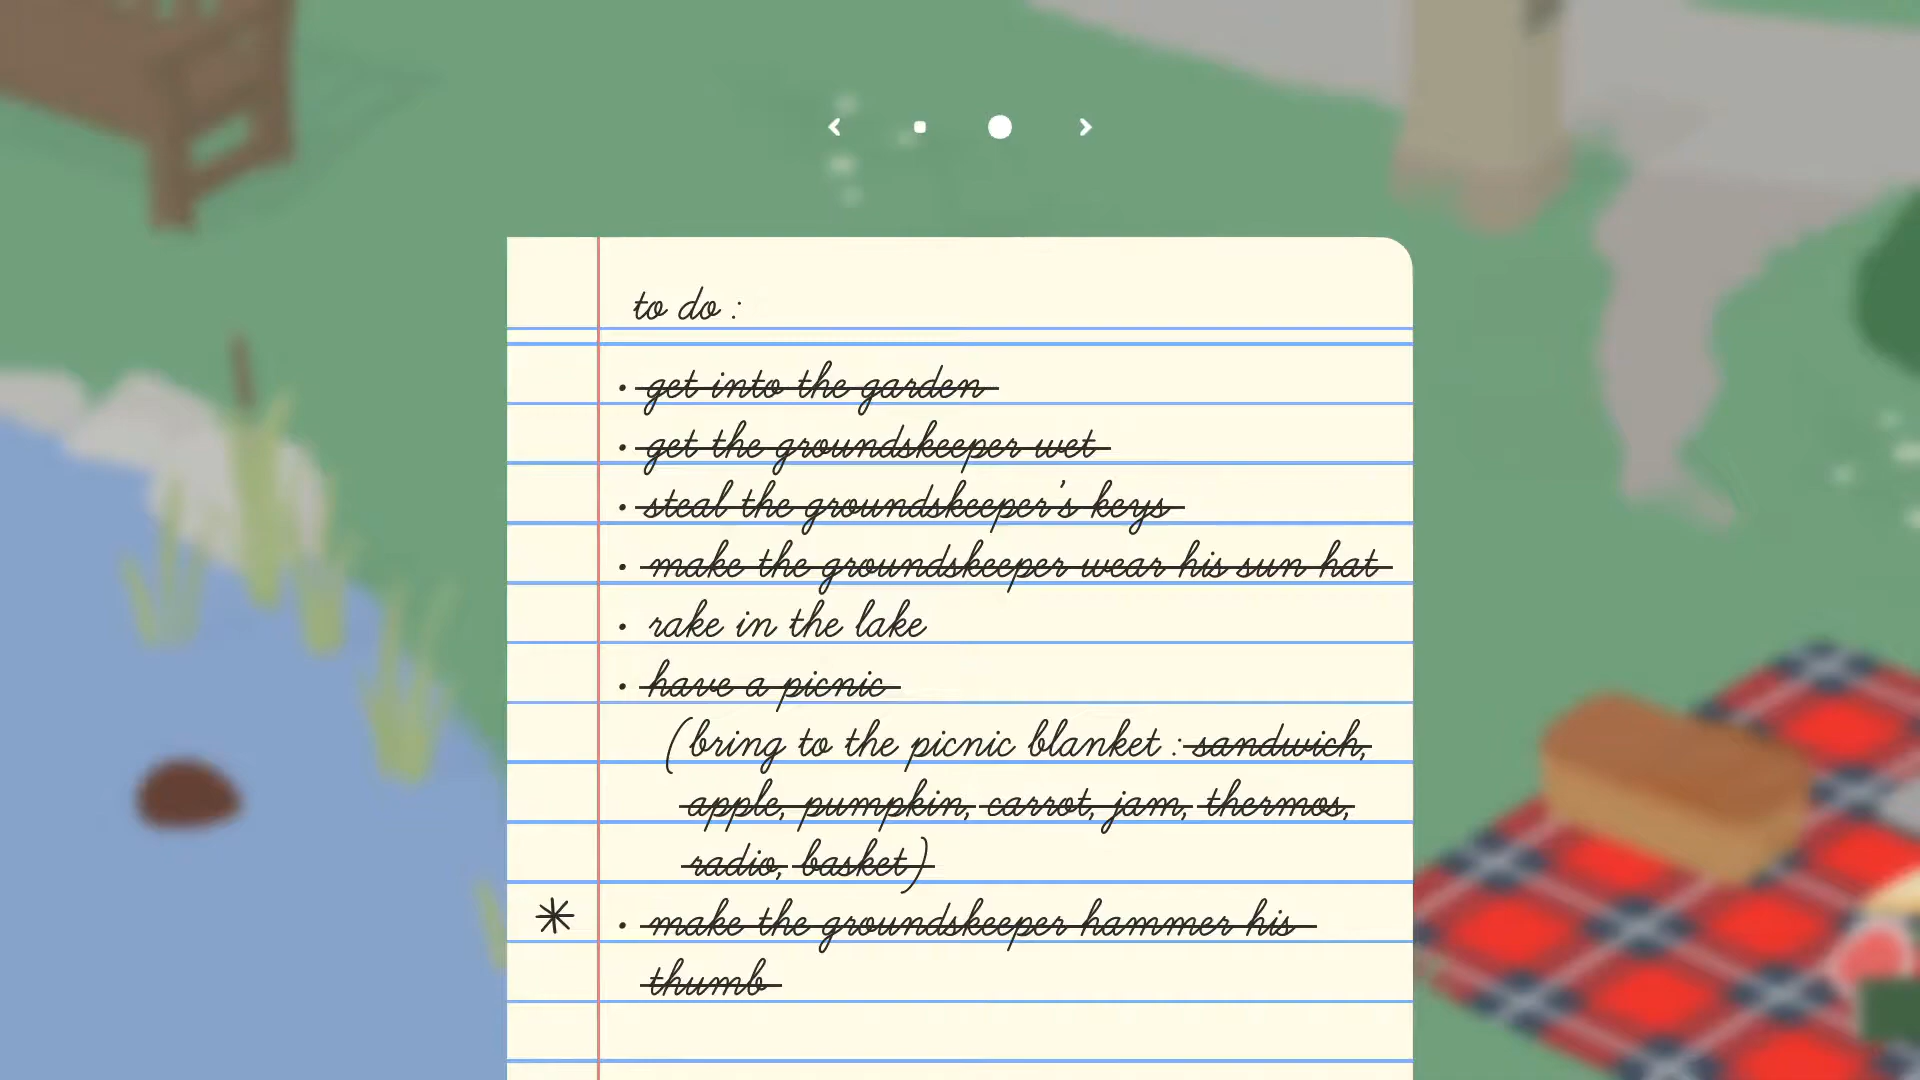 to do :
• get into the garden
• get the groundskeeper wet
• steal the groundskeeper's keys
• make the groundskeeper wear his sun hat
• rake in the lake
• have a picnic
(bring to the picnic blanket : sandwich,
apple, pumpkin, carrot, jam, thermos,
radio, basket)
* • make the groundskeeper hammer his
thumb